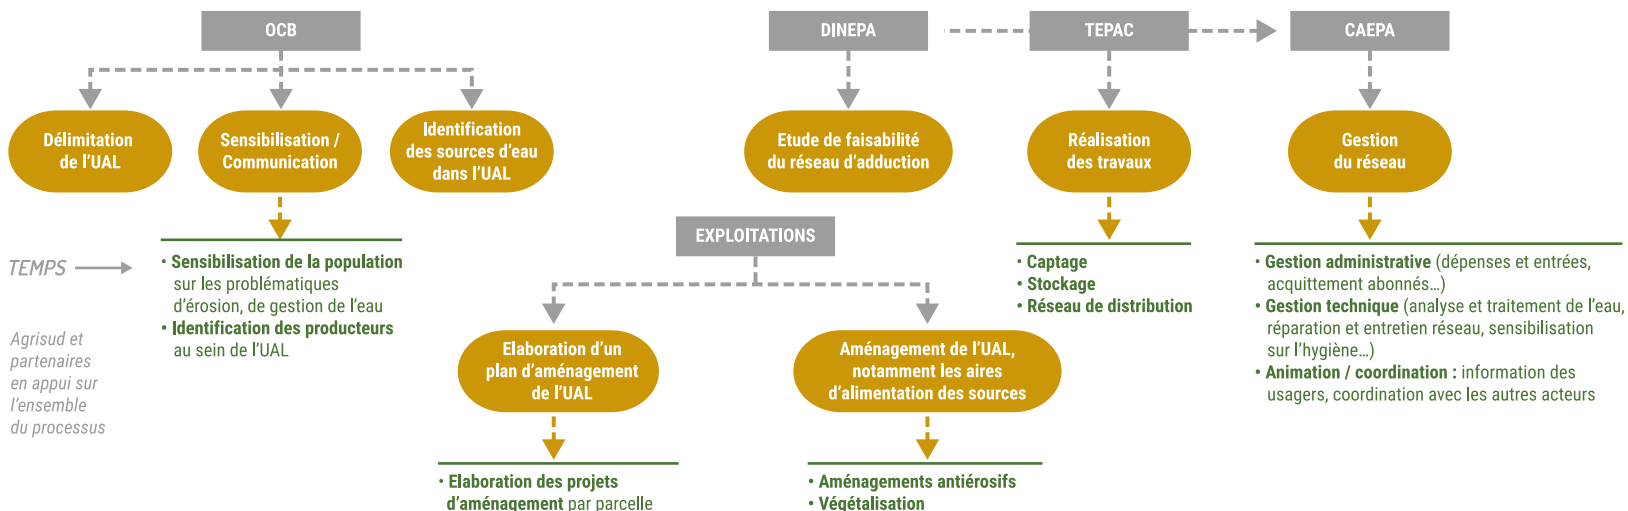 OCB
DINEPA
TEPAC
CAEPA
Délimitation
de l'UAL
Sensibilisation /
Communication
Identification
des sources d'eau
dans l'UAL
Etude de faisabilité
du réseau d'adduction
Réalisation
des travaux
Gestion
du réseau
TEMPS
• Sensibilisation de la population
sur les problématiques
d'érosion, de gestion de l'eau
• Identification des producteurs
au sein de l'UAL
EXPLOITATIONS
• Captage
• Stockage
• Réseau de distribution
• Gestion administrative (dépenses et entrées,
acquittement abonnés…)
• Gestion technique (analyse et traitement de l'eau,
réparation et entretien réseau, sensibilisation
sur l'hygiène…)
• Animation / coordination : information des
usagers, coordination avec les autres acteurs
Agrisud et
partenaires
en appui sur
l'ensemble
du processus
Elaboration d'un
plan d'aménagement
de l'UAL
Aménagement de l'UAL,
notamment les aires
d'alimentation des sources
• Elaboration des projets
d'aménagement par parcelle
• Aménagements antiérosifs
• Végétalisation